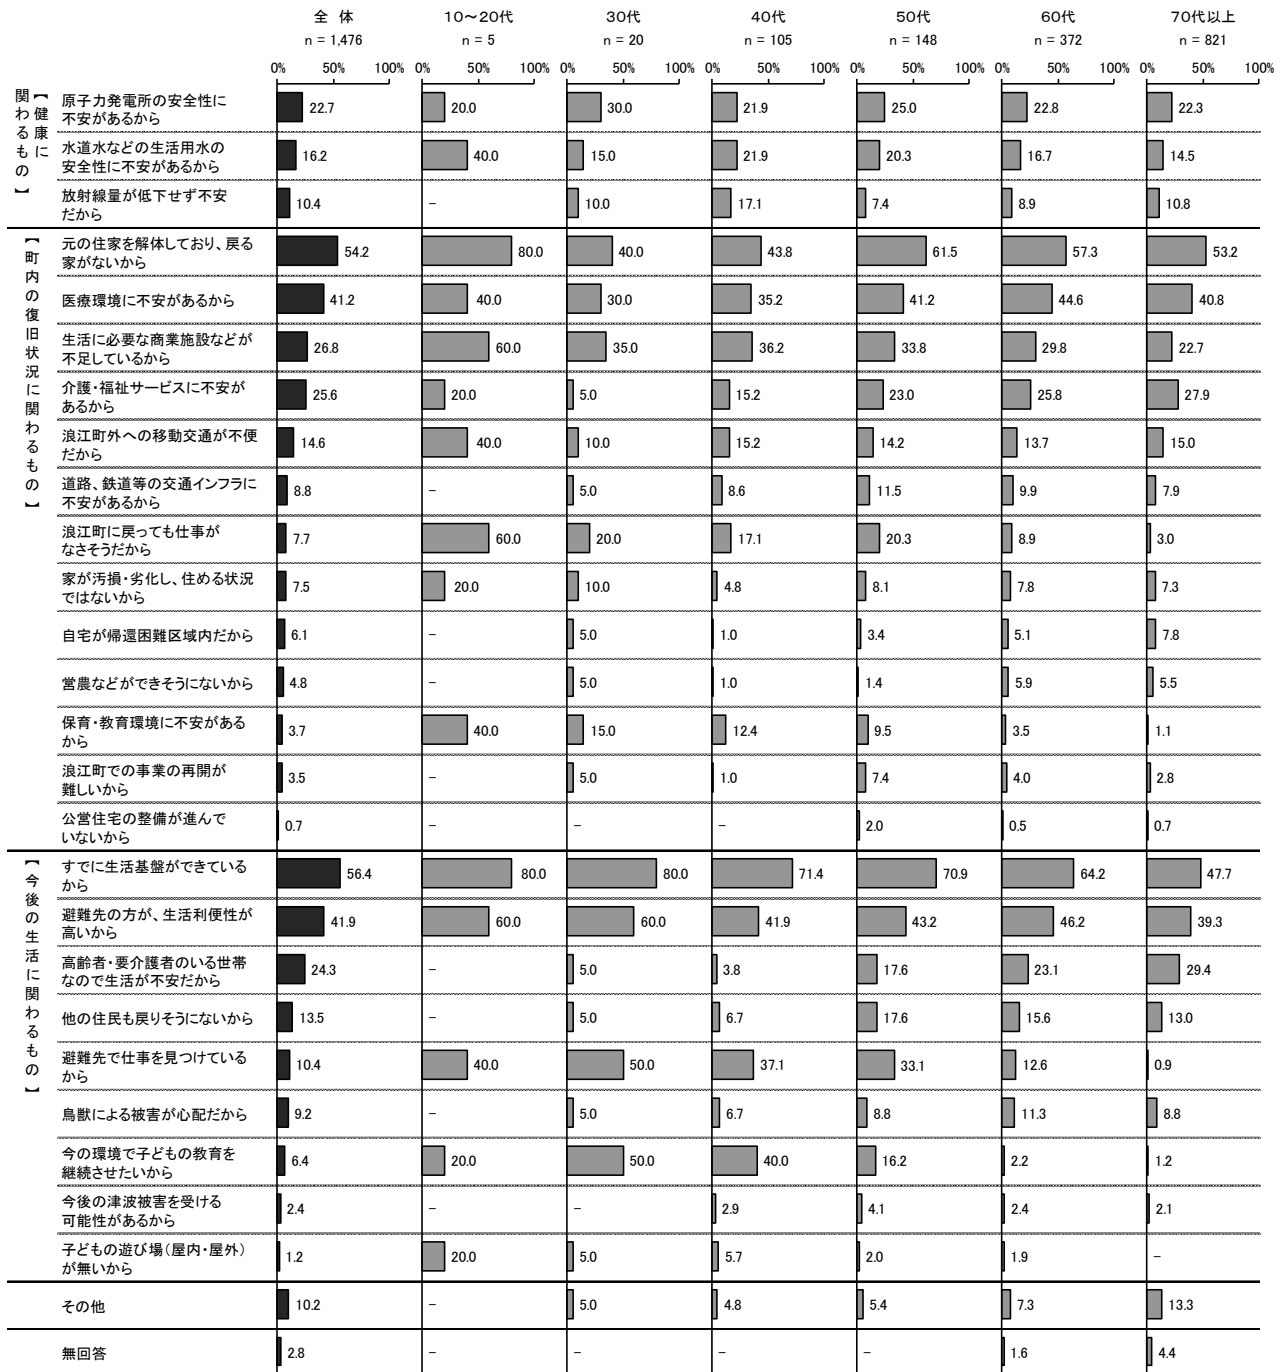 全 体 10～20代 30代 40代 50代 60代 70代以上
n = 1,476 n = 5 n = 20 n = 105 n = 148 n = 372 n = 821
0% 50% 100% 0% 50% 100% 0% 50% 100% 0% 50% 100% 0% 50% 100% 0% 50% 100% 0% 50% 100%
【健康に
関わるもの】
原子力発電所の安全性に
不安があるから
22.7 20.0 30.0 21.9 25.0 22.8 22.3
水道水などの生活用水の
安全性に不安があるから
16.2 40.0 15.0 21.9 20.3 16.7 14.5
放射線量が低下せず不安
だから
10.4 － 10.0 17.1 7.4 8.9 10.8
【町内の復旧状況に関わるもの】
元の住家を解体しており、戻る
家がないから
54.2 80.0 40.0 43.8 61.5 57.3 53.2
医療環境に不安があるから
41.2 40.0 30.0 35.2 41.2 44.6 40.8
生活に必要な商業施設などが
不足しているから
26.8 60.0 35.0 36.2 33.8 29.8 22.7
介護・福祉サービスに不安が
あるから
25.6 20.0 5.0 15.2 23.0 25.8 27.9
浪江町外への移動交通が不便
だから
14.6 40.0 10.0 15.2 14.2 13.7 15.0
道路、鉄道等の交通インフラに
不安があるから
8.8 － 5.0 8.6 11.5 9.9 7.9
浪江町に戻っても仕事が
なさそうだから
7.7 60.0 20.0 17.1 20.3 8.9 3.0
家が汚損・劣化し、住める状況
ではないから
7.5 20.0 10.0 4.8 8.1 7.8 7.3
自宅が帰還困難区域内だから
6.1 － 5.0 1.0 3.4 5.1 7.8
営農などができそうにないから
4.8 － 5.0 1.0 1.4 5.9 5.5
保育・教育環境に不安がある
から
3.7 40.0 15.0 12.4 9.5 3.5 1.1
浪江町での事業の再開が
難しいから
3.5 － 5.0 1.0 7.4 4.0 2.8
公営住宅の整備が進んで
いないから
0.7 － － － 2.0 0.5 0.7
【今後の生活に関わるもの】
すでに生活基盤ができている
から
56.4 80.0 80.0 71.4 70.9 64.2 47.7
避難先の方が、生活利便性が
高いから
41.9 60.0 60.0 41.9 43.2 46.2 39.3
高齢者・要介護者のいる世帯
なので生活が不安だから
24.3 － 5.0 3.8 17.6 23.1 29.4
他の住民も戻りそうにないから
13.5 － 5.0 6.7 17.6 15.6 13.0
避難先で仕事を見つけている
から
10.4 40.0 50.0 37.1 33.1 12.6 0.9
鳥獣による被害が心配だから
9.2 － 5.0 6.7 8.8 11.3 8.8
今の環境で子どもの教育を
継続させたいから
6.4 20.0 50.0 40.0 16.2 2.2 1.2
今後の津波被害を受ける
可能性があるから
2.4 － － 2.9 4.1 2.4 2.1
子どもの遊び場（屋内・屋外）
が無いから
1.2 20.0 5.0 5.7 2.0 1.9 －
その他
10.2 － 5.0 4.8 5.4 7.3 13.3
無回答
2.8 － － － － 1.6 4.4